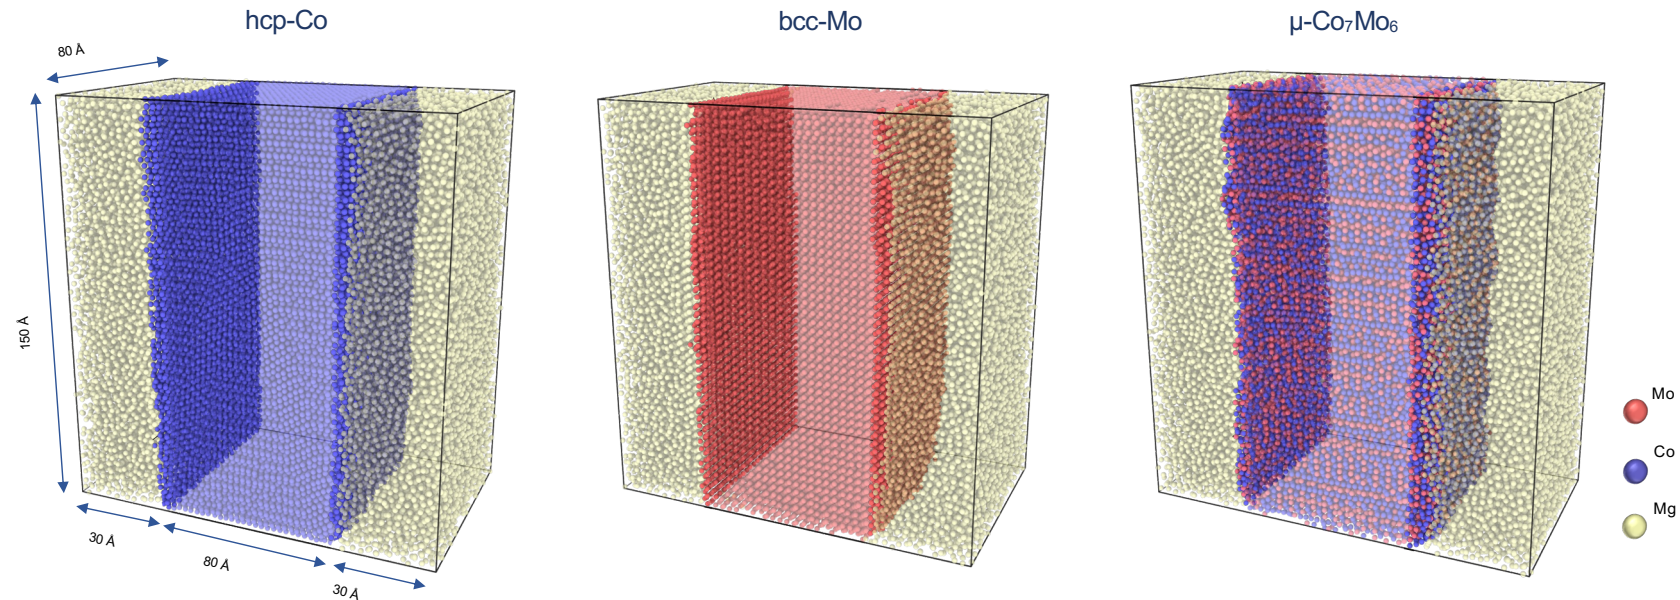 hcp-Co
bcc-Mo
μ-Co₇Mo₆
80 Å
150 Å
30 Å
80 Å
30 Å
Mo
Co
Mg